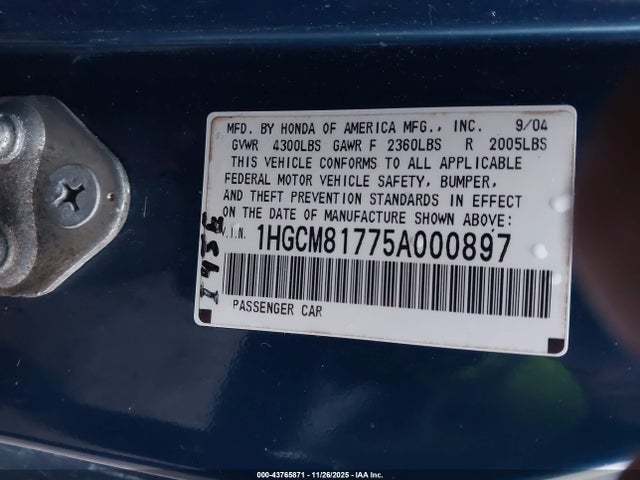 MFD. BY HONDA OF AMERICA MFG., INC. 9/04
GVWR 4300LBS GAWR F 2360LBS R 2005LBS
THIS VEHICLE CONFORMS TO ALL APPLICABLE
FEDERAL MOTOR VEHICLE SAFETY, BUMPER,
AND THEFT PREVENTION STANDARDS IN EFFECT
ON THE DATE OF MANUFACTURE SHOWN ABOVE:
V.I.N. 1HGCM81775A000897
PASSENGER CAR
000-43765871 | 11/26/2025 | IAA Inc.